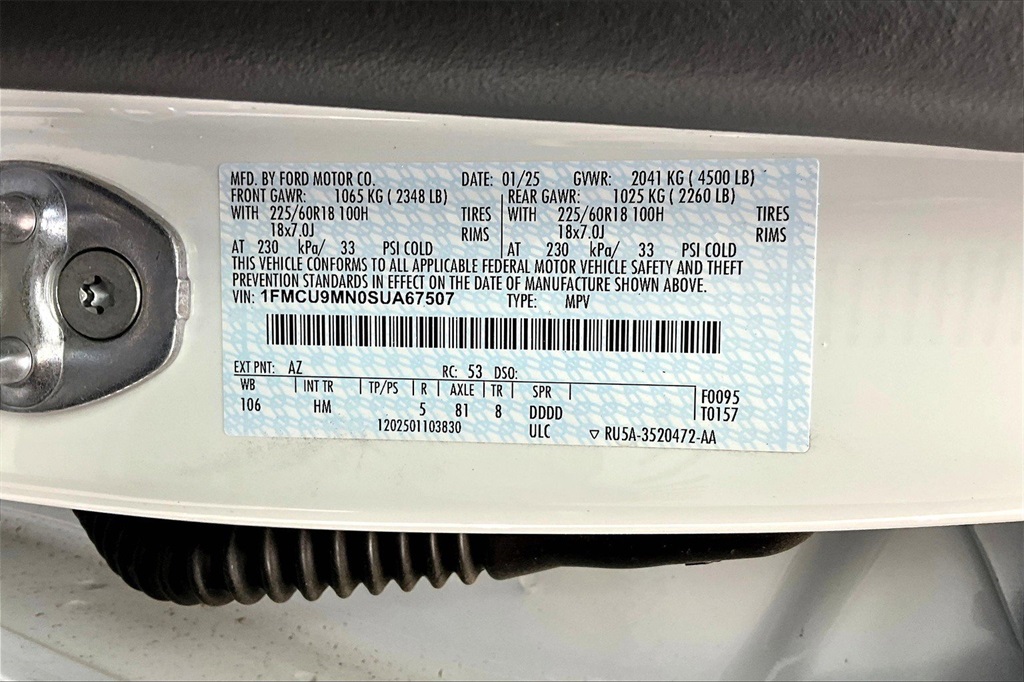 MFD. BY FORD MOTOR CO. DATE: 01/25 GVWR: 2041 KG ( 4500 LB)
FRONT GAWR: 1065 KG ( 2348 LB) REAR GAWR: 1025 KG ( 2260 LB)
WITH 225/60R18 100H TIRES WITH 225/60R18 100H TIRES
18x7.0J RIMS 18x7.0J RIMS
AT 230 kPa/ 33 PSI COLD AT 230 kPa/ 33 PSI COLD
THIS VEHICLE CONFORMS TO ALL APPLICABLE FEDERAL MOTOR VEHICLE SAFETY AND THEFT
PREVENTION STANDARDS IN EFFECT ON THE DATE OF MANUFACTURE SHOWN ABOVE.
VIN: 1FMCU9MN0SUA67507 TYPE: MPV
EXT PNT: AZ RC: 53 DSO:
WB INT TR TP/PS R AXLE TR SPR F0095
106 HM 5 81 8 DDDD T0157
1202501103830 ULC RU5A-3520472-AA